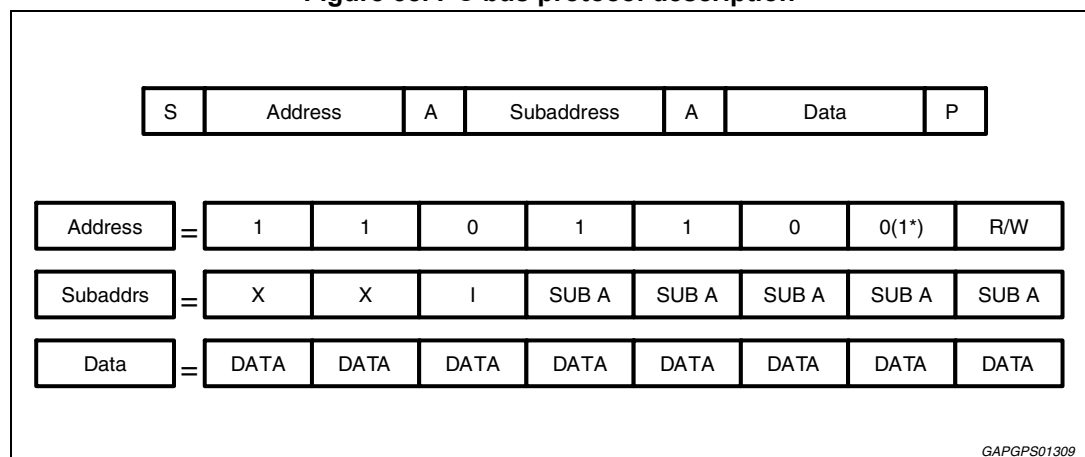 S Address A Subaddress A Data P
Address = 1 1 0 1 1 0 0(1*) R/W
Subaddrs = X X I SUB A SUB A SUB A SUB A SUB A
Data = DATA DATA DATA DATA DATA DATA DATA DATA
GAPGPS01309